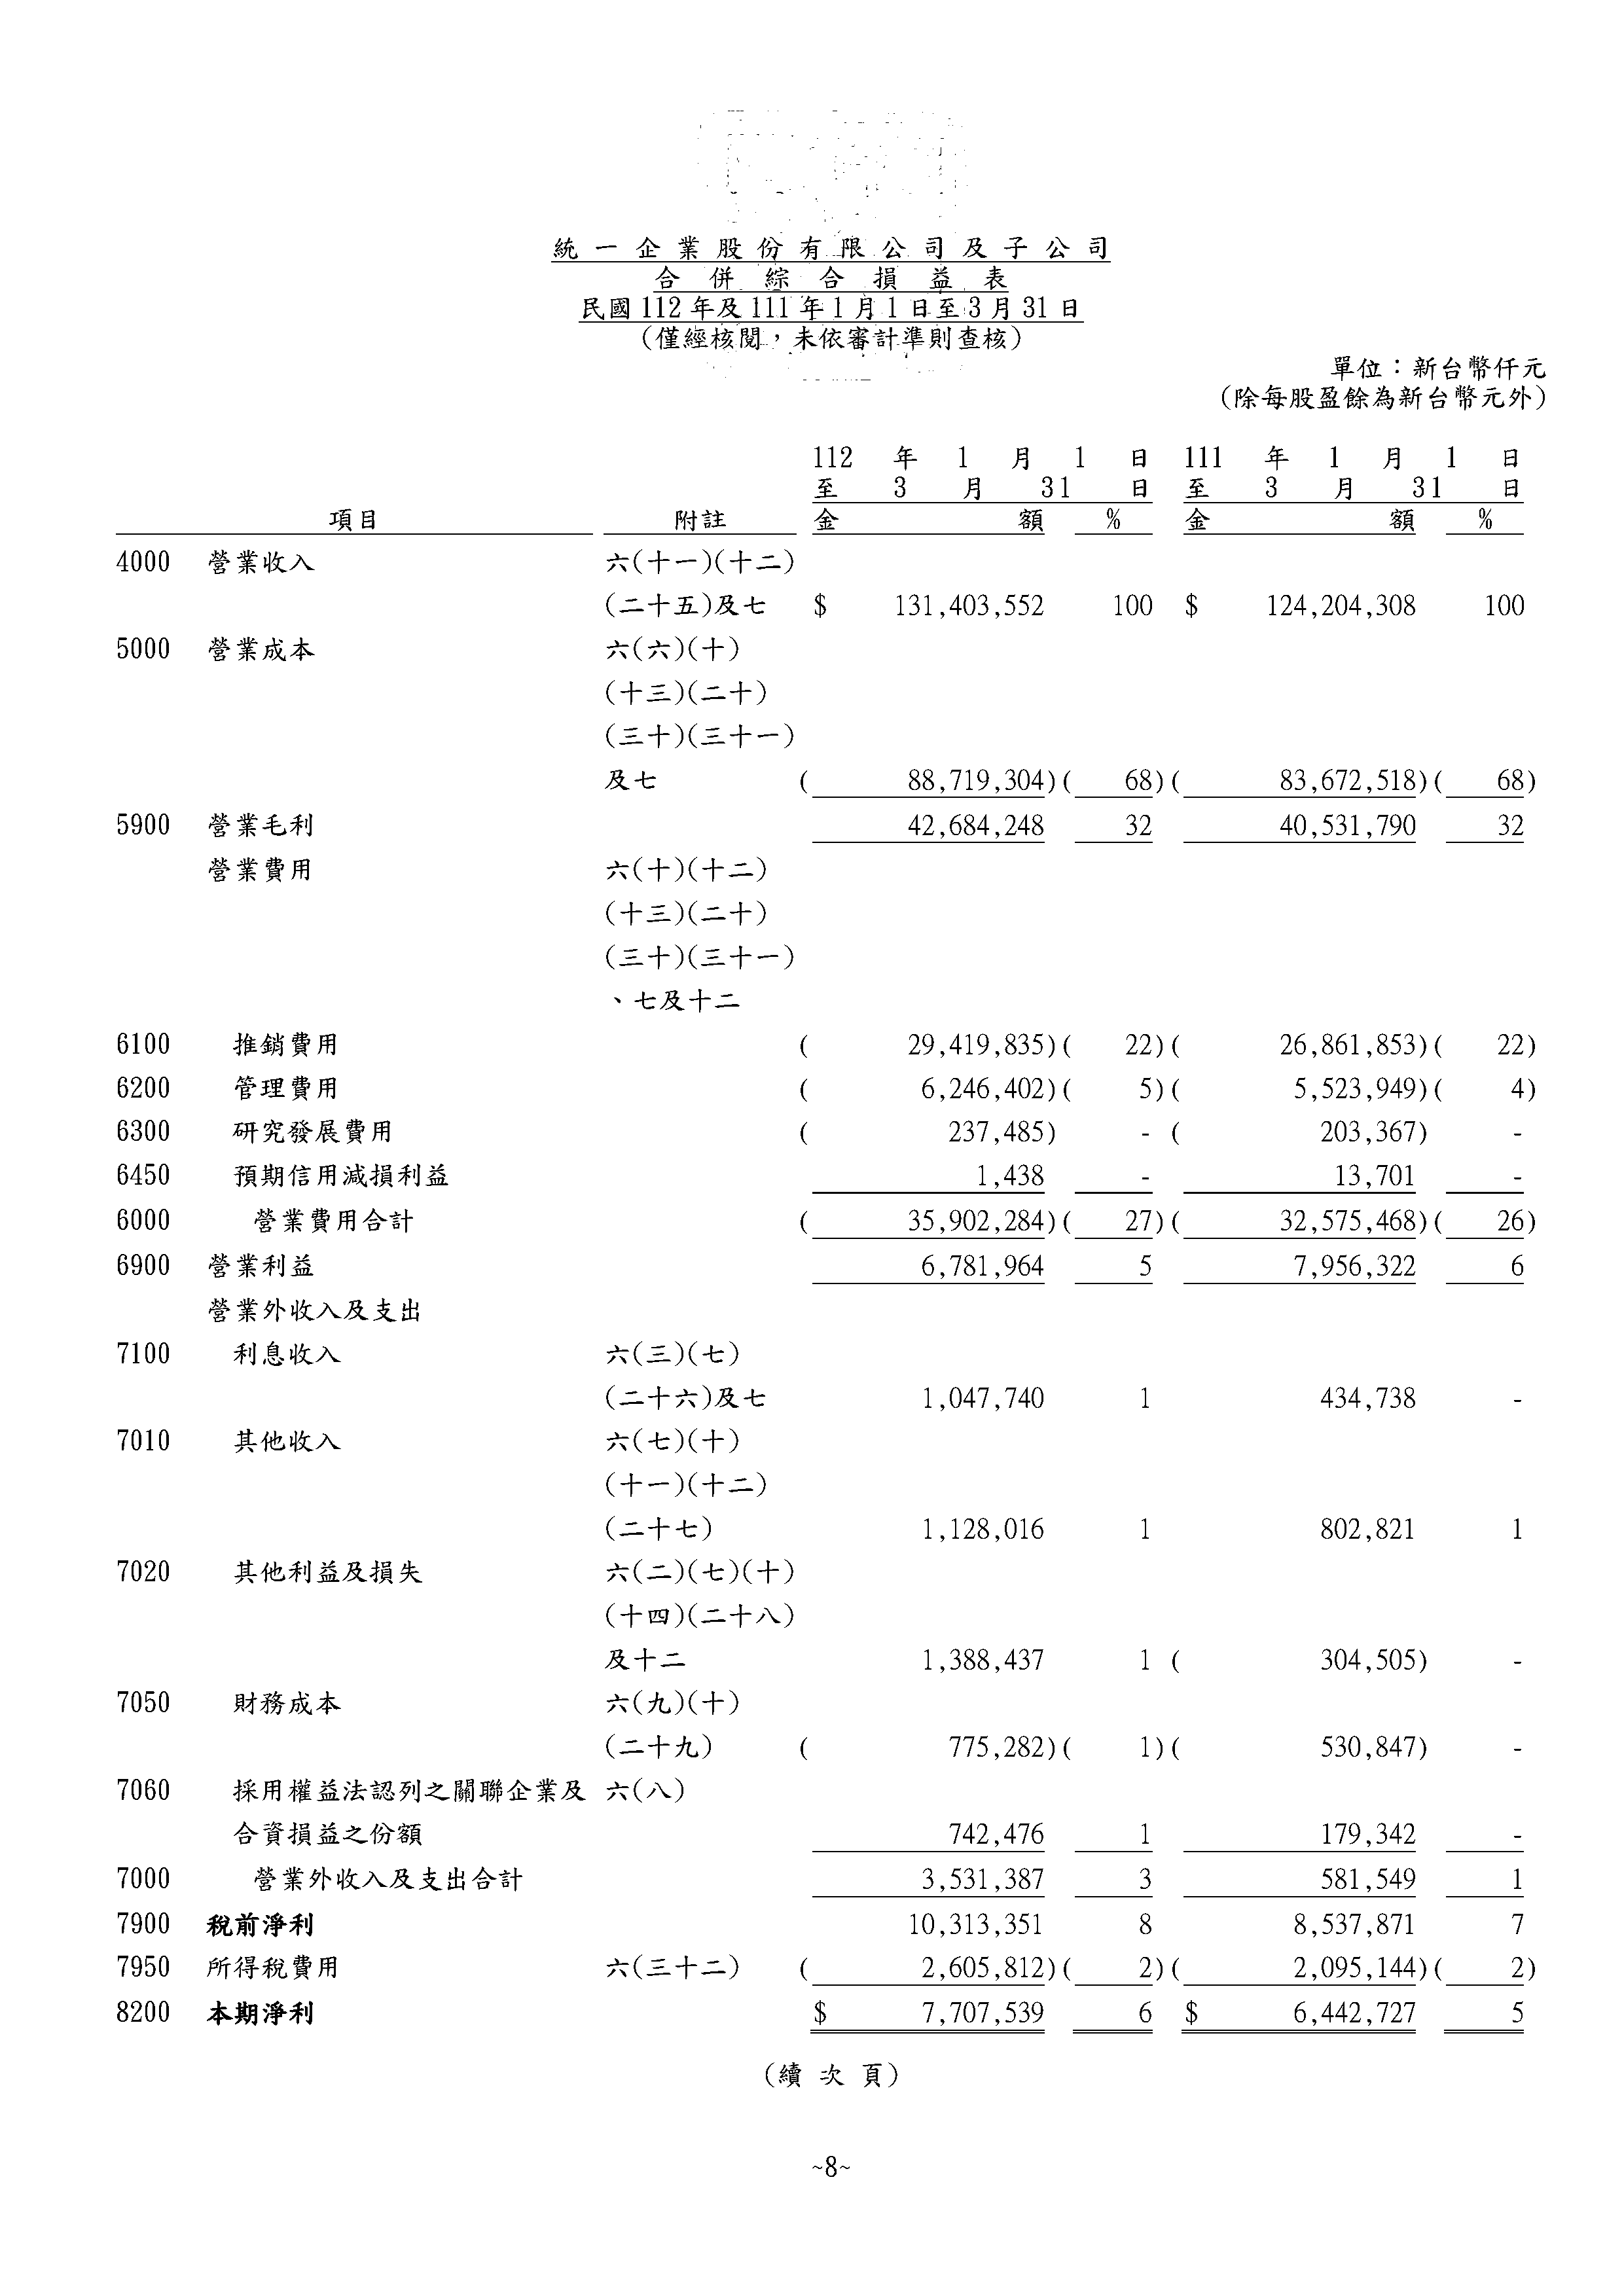 統一企業股份有限公司及子公司
合併綜合損益表
民國112年及111年1月1日至3月31日
(僅經核閱，未依審計準則查核)
單位：新台幣仟元
(除每股盈餘為新台幣元外)
112 年 1 月 1 日 111 年 1 月 1 日
至 3 月 31 日 至 3 月 31 日
項目 附註 金 額 % 金 額 %
4000 營業收入 六(十一)(十二)
(二十五)及七 $ 131,403,552 100 $ 124,204,308 100
5000 營業成本 六(六)(十)
(十三)(二十)
(三十)(三十一)
及七 ( 88,719,304)( 68)( 83,672,518)( 68)
5900 營業毛利 42,684,248 32 40,531,790 32
營業費用 六(十)(十二)
(十三)(二十)
(三十)(三十一)
、七及十二
6100 推銷費用 ( 29,419,835)( 22)( 26,861,853)( 22)
6200 管理費用 ( 6,246,402)( 5)( 5,523,949)( 4)
6300 研究發展費用 ( 237,485) - ( 203,367) -
6450 預期信用減損利益 1,438 - 13,701 -
6000 營業費用合計 ( 35,902,284)( 27)( 32,575,468)( 26)
6900 營業利益 6,781,964 5 7,956,322 6
營業外收入及支出
7100 利息收入 六(三)(七)
(二十六)及七 1,047,740 1 434,738 -
7010 其他收入 六(七)(十)
(十一)(十二)
(二十七) 1,128,016 1 802,821 1
7020 其他利益及損失 六(二)(七)(十)
(十四)(二十八)
及十二 1,388,437 1 ( 304,505) -
7050 財務成本 六(九)(十)
(二十九) ( 775,282)( 1)( 530,847) -
7060 採用權益法認列之關聯企業及 六(八)
合資損益之份額 742,476 1 179,342 -
7000 營業外收入及支出合計 3,531,387 3 581,549 1
7900 稅前淨利 10,313,351 8 8,537,871 7
7950 所得稅費用 六(三十二) ( 2,605,812)( 2)( 2,095,144)( 2)
8200 本期淨利 $ 7,707,539 6 $ 6,442,727 5
(續次頁)
~8~